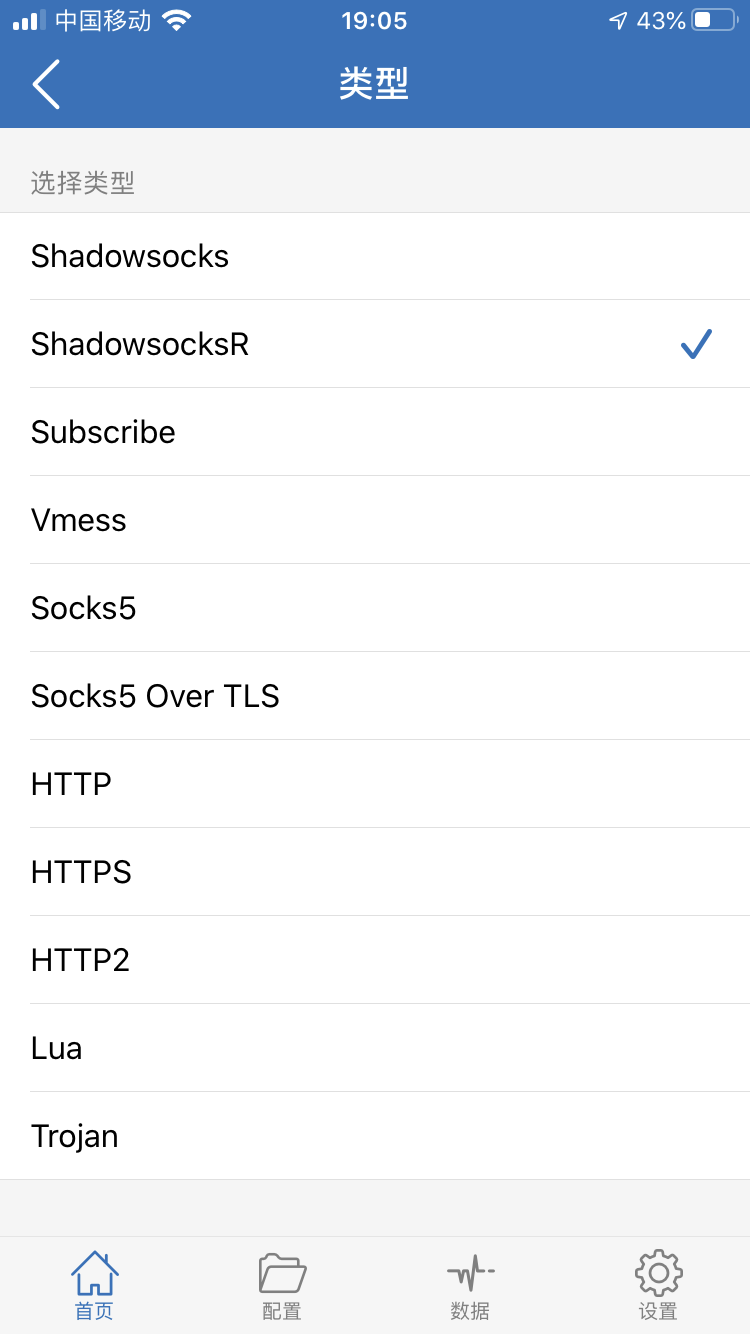 中国移动 19:05 43%
类型
选择类型
Shadowsocks
ShadowsocksR
Subscribe
Vmess
Socks5
Socks5 Over TLS
HTTP
HTTPS
HTTP2
Lua
Trojan
首页 配置 数据 设置